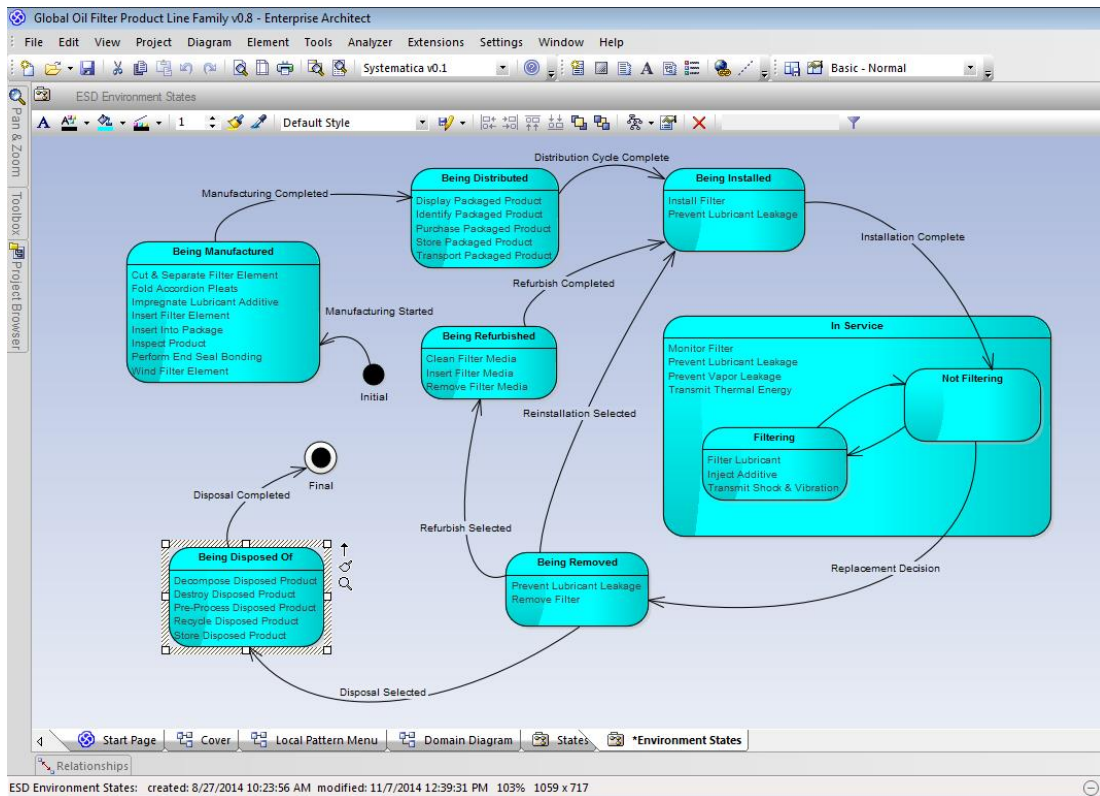 Global Oil Filter Product Line Family v0.8 - Enterprise Architect
File Edit View Project Diagram Element Tools Analyzer Extensions Settings Window Help
Systematica v0.1
Basic - Normal
ESD Environment States
A
1
Default Style
Pan & Zoom
Toolbox
Project Browser
Distribution Cycle Complete
Being Distributed
Display Packaged Product
Identify Packaged Product
Purchase Packaged Product
Store Packaged Product
Transport Packaged Product
Being Installed
Install Filter
Prevent Lubricant Leakage
Manufacturing Completed
Installation Complete
Being Manufactured
Cut & Separate Filter Element
Fold Accordion Pleats
Impregnate Lubricant Additive
Insert Filter Element
Insert Into Package
Inspect Product
Perform End Seal Bonding
Wind Filter Element
Refurbish Completed
Manufacturing Started
Initial
Being Refurbished
Clean Filter Media
Insert Filter Media
Remove Filter Media
In Service
Monitor Filter
Prevent Lubricant Leakage
Prevent Vapor Leakage
Transmit Thermal Energy
Not Filtering
Reinstallation Selected
Filtering
Filter Lubricant
Inject Additive
Transmit Shock & Vibration
Final
Disposal Completed
Refurbish Selected
Being Disposed Of
Decompose Disposed Product
Destroy Disposed Product
Pre-Process Disposed Product
Recycle Disposed Product
Store Disposed Product
Being Removed
Prevent Lubricant Leakage
Remove Filter
Replacement Decision
Disposal Selected
Start Page Cover Local Pattern Menu Domain Diagram States *Environment States
Relationships
ESD Environment States: created: 8/27/2014 10:23:56 AM modified: 11/7/2014 12:39:31 PM 103% 1059 x 717